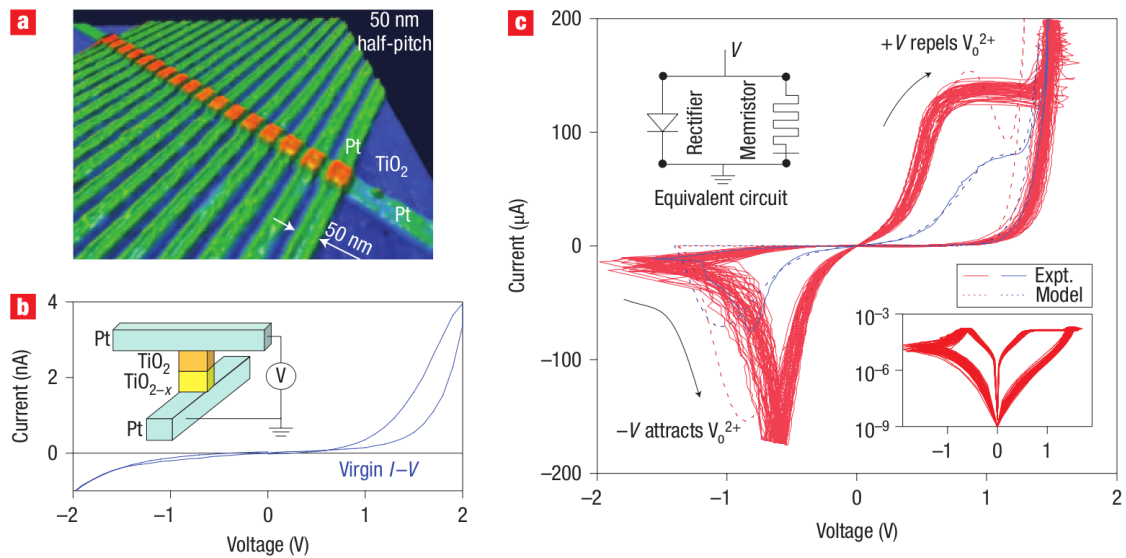 a
50 nm
half-pitch
Pt
TiO₂
Pt
50 nm
b
4
2
0
Current (nA)
Pt
TiO₂
TiO₂₋ₓ
Pt
V
Virgin I–V
−2
−1
0
1
2
Voltage (V)
c
200
100
0
−100
−200
Current (μA)
V
Rectifier
Memristor
Equivalent circuit
+V repels Vₒ²⁺
−V attracts Vₒ²⁺
Expt.
Model
10⁻³
10⁻⁶
10⁻⁹
−1
0
1
−2
−1
0
1
2
Voltage (V)